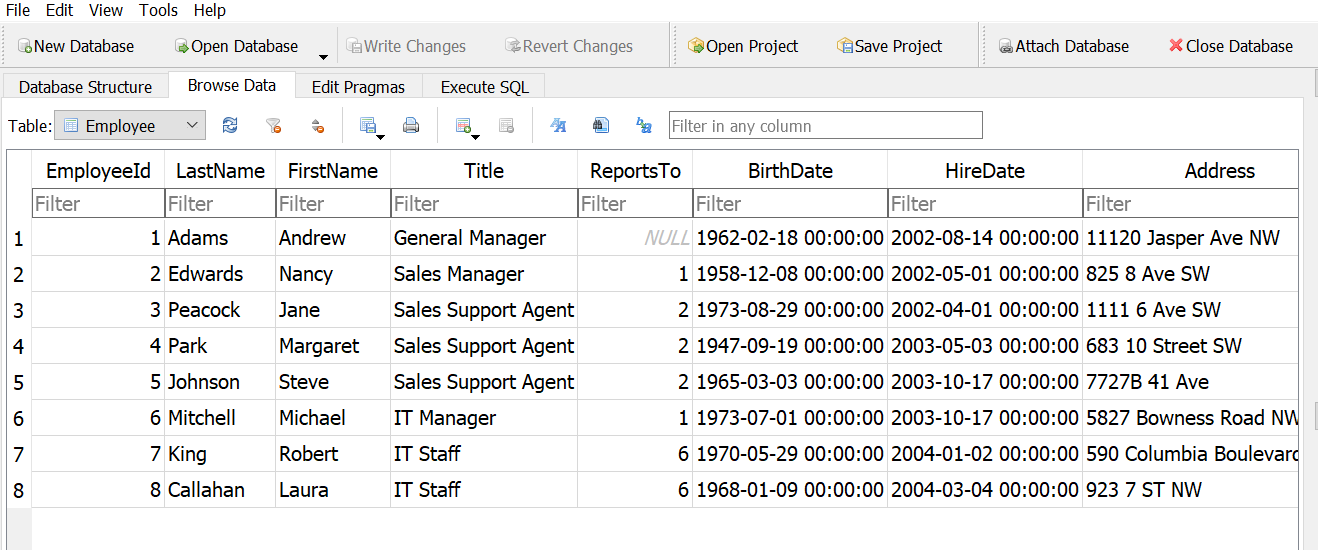 File Edit View Tools Help
New Database Open Database Write Changes Revert Changes Open Project Save Project Attach Database Close Database
Database Structure Browse Data Edit Pragmas Execute SQL
Table: Employee Filter in any column
EmployeeId LastName FirstName Title ReportsTo BirthDate HireDate Address
Filter Filter Filter Filter Filter Filter Filter Filter
1 1 Adams Andrew General Manager NULL 1962-02-18 00:00:00 2002-08-14 00:00:00 11120 Jasper Ave NW
2 2 Edwards Nancy Sales Manager 1 1958-12-08 00:00:00 2002-05-01 00:00:00 825 8 Ave SW
3 3 Peacock Jane Sales Support Agent 2 1973-08-29 00:00:00 2002-04-01 00:00:00 1111 6 Ave SW
4 4 Park Margaret Sales Support Agent 2 1947-09-19 00:00:00 2003-05-03 00:00:00 683 10 Street SW
5 5 Johnson Steve Sales Support Agent 2 1965-03-03 00:00:00 2003-10-17 00:00:00 7727B 41 Ave
6 6 Mitchell Michael IT Manager 1 1973-07-01 00:00:00 2003-10-17 00:00:00 5827 Bowness Road NW
7 7 King Robert IT Staff 6 1970-05-29 00:00:00 2004-01-02 00:00:00 590 Columbia Boulevard
8 8 Callahan Laura IT Staff 6 1968-01-09 00:00:00 2004-03-04 00:00:00 923 7 ST NW